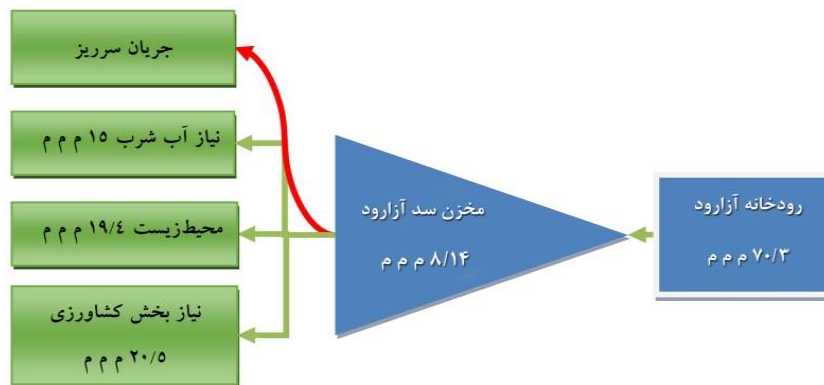 جریان سرریز
نیاز آب شرب ۱۵ م م م
محیط‌زیست ۱۹/۴ م م م
نیاز بخش کشاورزی
۲۰/۵ م م م
مخزن سد آزارود
۸/۱۴ م م م
رودخانه آزارود
۷۰/۳ م م م